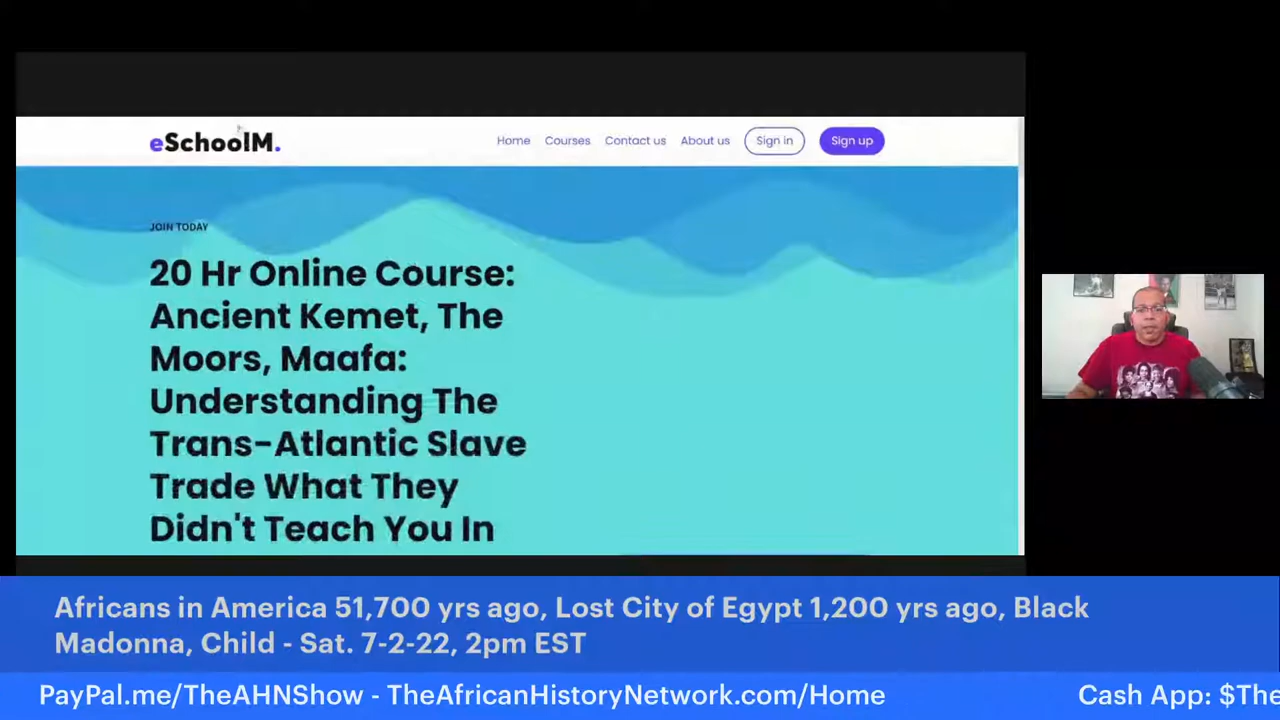 eSchoolM.
Home Courses Contact us About us Sign in Sign up
JOIN TODAY
20 Hr Online Course:
Ancient Kemet, The
Moors, Maafa:
Understanding The
Trans-Atlantic Slave
Trade What They
Didn't Teach You In
Africans in America 51,700 yrs ago, Lost City of Egypt 1,200 yrs ago, Black
Madonna, Child - Sat. 7-2-22, 2pm EST
PayPal.me/TheAHNShow - TheAfricanHistoryNetwork.com/Home Cash App: $The